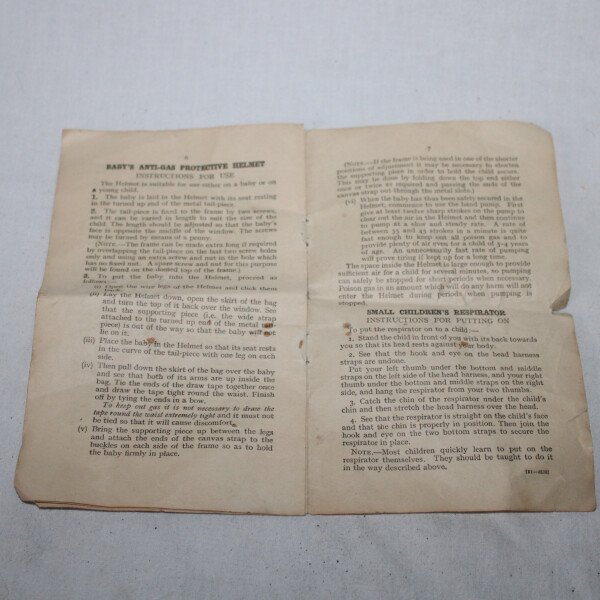 6
BABY'S ANTI-GAS PROTECTIVE HELMET
INSTRUCTIONS FOR USE
The Helmet is suitable for use either on a baby or on
a young child.
1. The baby is laid in the Helmet with its seat resting
in the turned up end of the metal tail-piece.
2. The tail-piece is fixed to the frame by two screws,
and it can be varied in length to suit the size of the
child. The length should be adjusted so that the baby's
face is opposite the middle of the window. The screws
may be turned by means of a penny.
(NOTE.—The frame can be made extra long if required
by overlapping the tail-piece on the last two screw holes
only and using an extra screw and nut in the hole which
has no fixed nut. A spare screw and nut for this purpose
will be found on the domed top of the frame.)
3. To put the baby into the Helmet, proceed as
follows:—
(i) Open the wire legs of the Helmet and click them
(ii) Lay the Helmet down, open the skirt of the bag
and turn the top of it back over the window. See
that the supporting piece (i.e. the wide strap
attached to the turned up end of the metal
piece) is out of the way so that the baby will not
lie on it.
(iii) Place the baby in the Helmet so that its seat rests
in the curve of the tail-piece with one leg on each
side.
(iv) Then pull down the skirt of the bag over the baby
and see that both of its arms are up inside the
bag. Tie the ends of the draw tape together once
and draw the tape tight round the waist. Finish
off by tying the ends in a bow.
To keep out gas it is not necessary to draw the
tape round the waist extremely tight and it must not
be tied so that it will cause discomfort.
(v) Bring the supporting piece up between the legs
and attach the ends of the canvas strap to the
buckles on each side of the frame so as to hold
the baby firmly in place.
7
(NOTE.—If the frame is being used in one of the shorter
positions of adjustment it may be necessary to shorten
the supporting piece in order to hold the child secure.
This may be done by folding down the top end either
once or twice as required and passing the ends of the
canvas strap out through the metal slots.)
(vi) When the baby has thus been safely secured in the
Helmet, commence to use the hand pump. First
give at least twelve sharp strokes on the pump to
clear out the air in the Helmet and then continue
to pump at a slow and steady rate. A rate of
between 35 and 45 strokes in a minute is quite
fast enough to keep out all poison gas and to
provide plenty of air even for a child of 3-4 years
of age. An unnecessarily fast rate of pumping
will prove tiring if kept up for a long time.
The space inside the Helmet is large enough to provide
sufficient air for a child for several minutes, so pumping
can safely be stopped for short periods when necessary.
Poison gas in an amount which will do any harm will not
enter the Helmet during periods when pumping is
stopped.
SMALL CHILDREN'S RESPIRATOR
INSTRUCTIONS FOR PUTTING ON
To put the respirator on to a child:—
1. Stand the child in front of you with its back towards
you so that its head rests against your body.
2. See that the hook and eye on the head harness
straps are undone.
Put your left thumb under the bottom and middle
straps on the left side of the head harness, and your right
thumb under the bottom and middle straps on the right
side, and hang the respirator from your two thumbs.
3. Catch the chin of the respirator under the child's
chin and then stretch the head harness over the head.
4. See that the respirator is straight on the child's face
and that the chin is properly in position. Then join the
hook and eye on the two bottom straps to secure the
respirator in place.
NOTE.—Most children quickly learn to put on the
respirator themselves. They should be taught to do it
in the way described above.